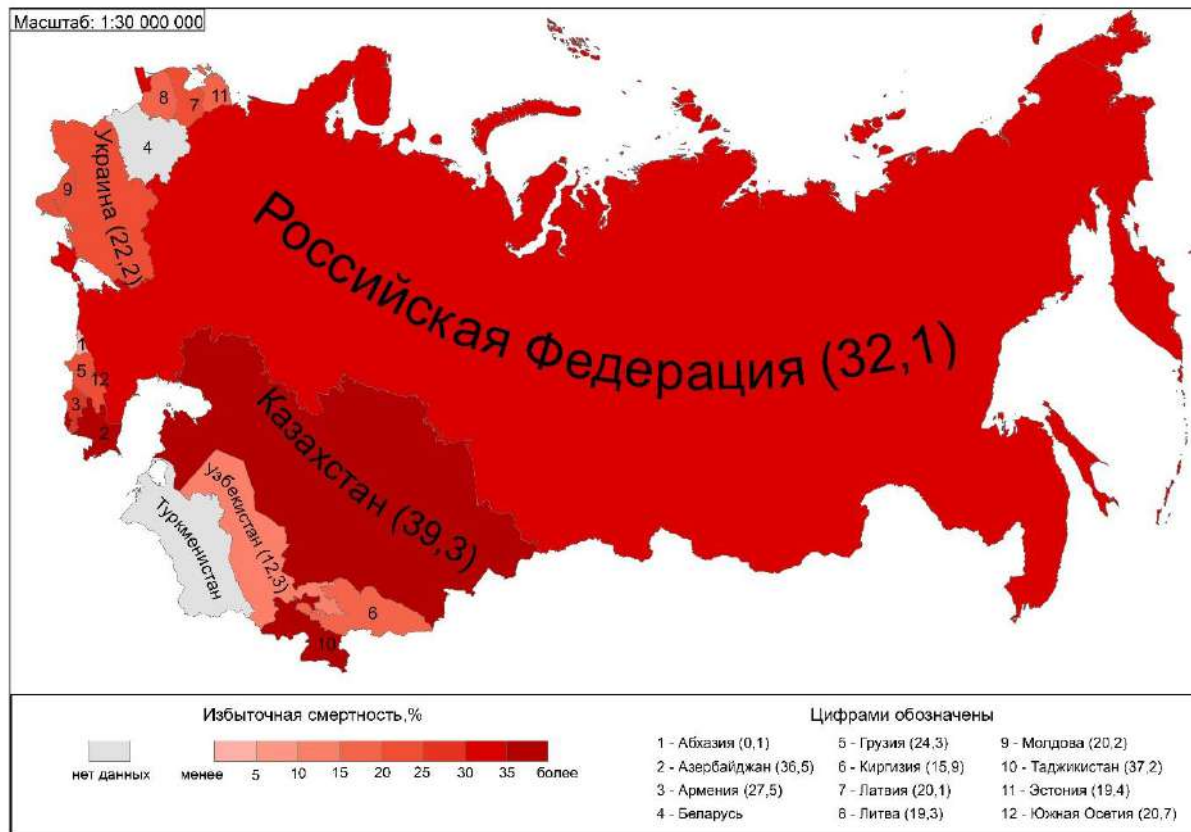 Масштаб: 1:30 000 000
8
7
11
4
9
Украина (22,2)
Российская Федерация (32,1)
1
5
12
3
2
Казахстан (39,3)
Узбекистан (12,3)
Туркменистан
6
10
Избыточная смертность,%
нет данных
менее 5 10 15 20 25 30 35 более
Цифрами обозначены
1 - Абхазия (0,1)
2 - Азербайджан (36,5)
3 - Армения (27,5)
4 - Беларусь
5 - Грузия (24,3)
6 - Киргизия (15,9)
7 - Латвия (20,1)
8 - Литва (19,3)
9 - Молдова (20,2)
10 - Таджикистан (37,2)
11 - Эстония (19,4)
12 - Южная Осетия (20,7)